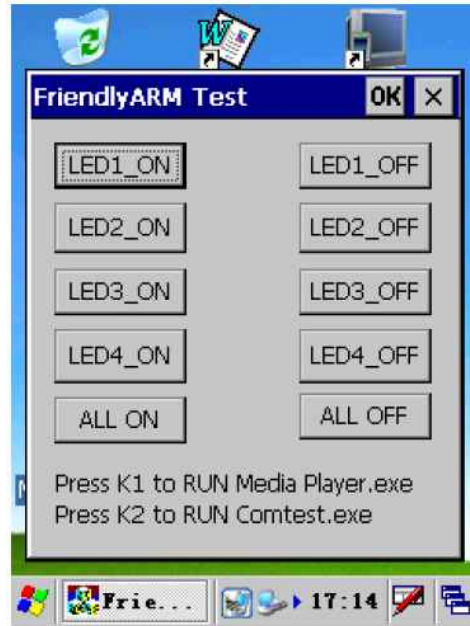 FriendlyARM Test OK ×
LED1_ON LED1_OFF
LED2_ON LED2_OFF
LED3_ON LED3_OFF
LED4_ON LED4_OFF
ALL ON ALL OFF
Press K1 to RUN Media Player.exe
Press K2 to RUN Comtest.exe
Frie... 17:14